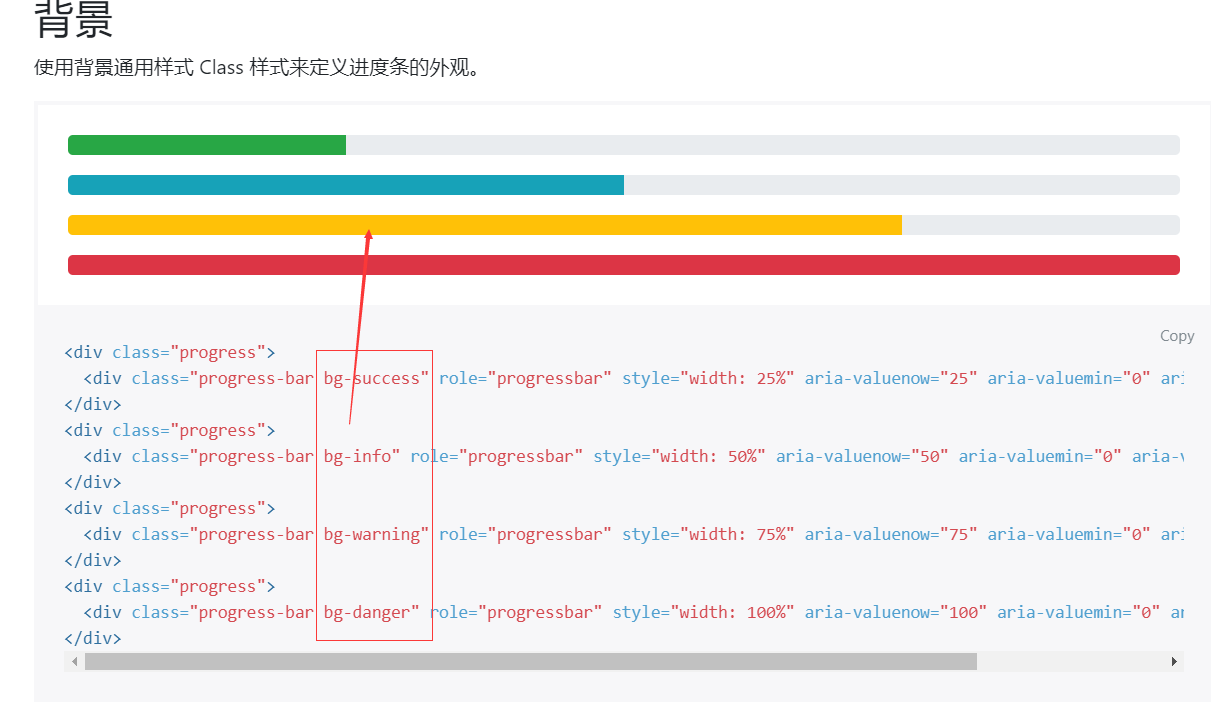 背景
使用背景通用样式 Class 样式来定义进度条的外观。
Copy
<div class="progress">
  <div class="progress-bar bg-success" role="progressbar" style="width: 25%" aria-valuenow="25" aria-valuemin="0" ari
</div>
<div class="progress">
  <div class="progress-bar bg-info" role="progressbar" style="width: 50%" aria-valuenow="50" aria-valuemin="0" aria-v
</div>
<div class="progress">
  <div class="progress-bar bg-warning" role="progressbar" style="width: 75%" aria-valuenow="75" aria-valuemin="0" ari
</div>
<div class="progress">
  <div class="progress-bar bg-danger" role="progressbar" style="width: 100%" aria-valuenow="100" aria-valuemin="0" ar
</div>